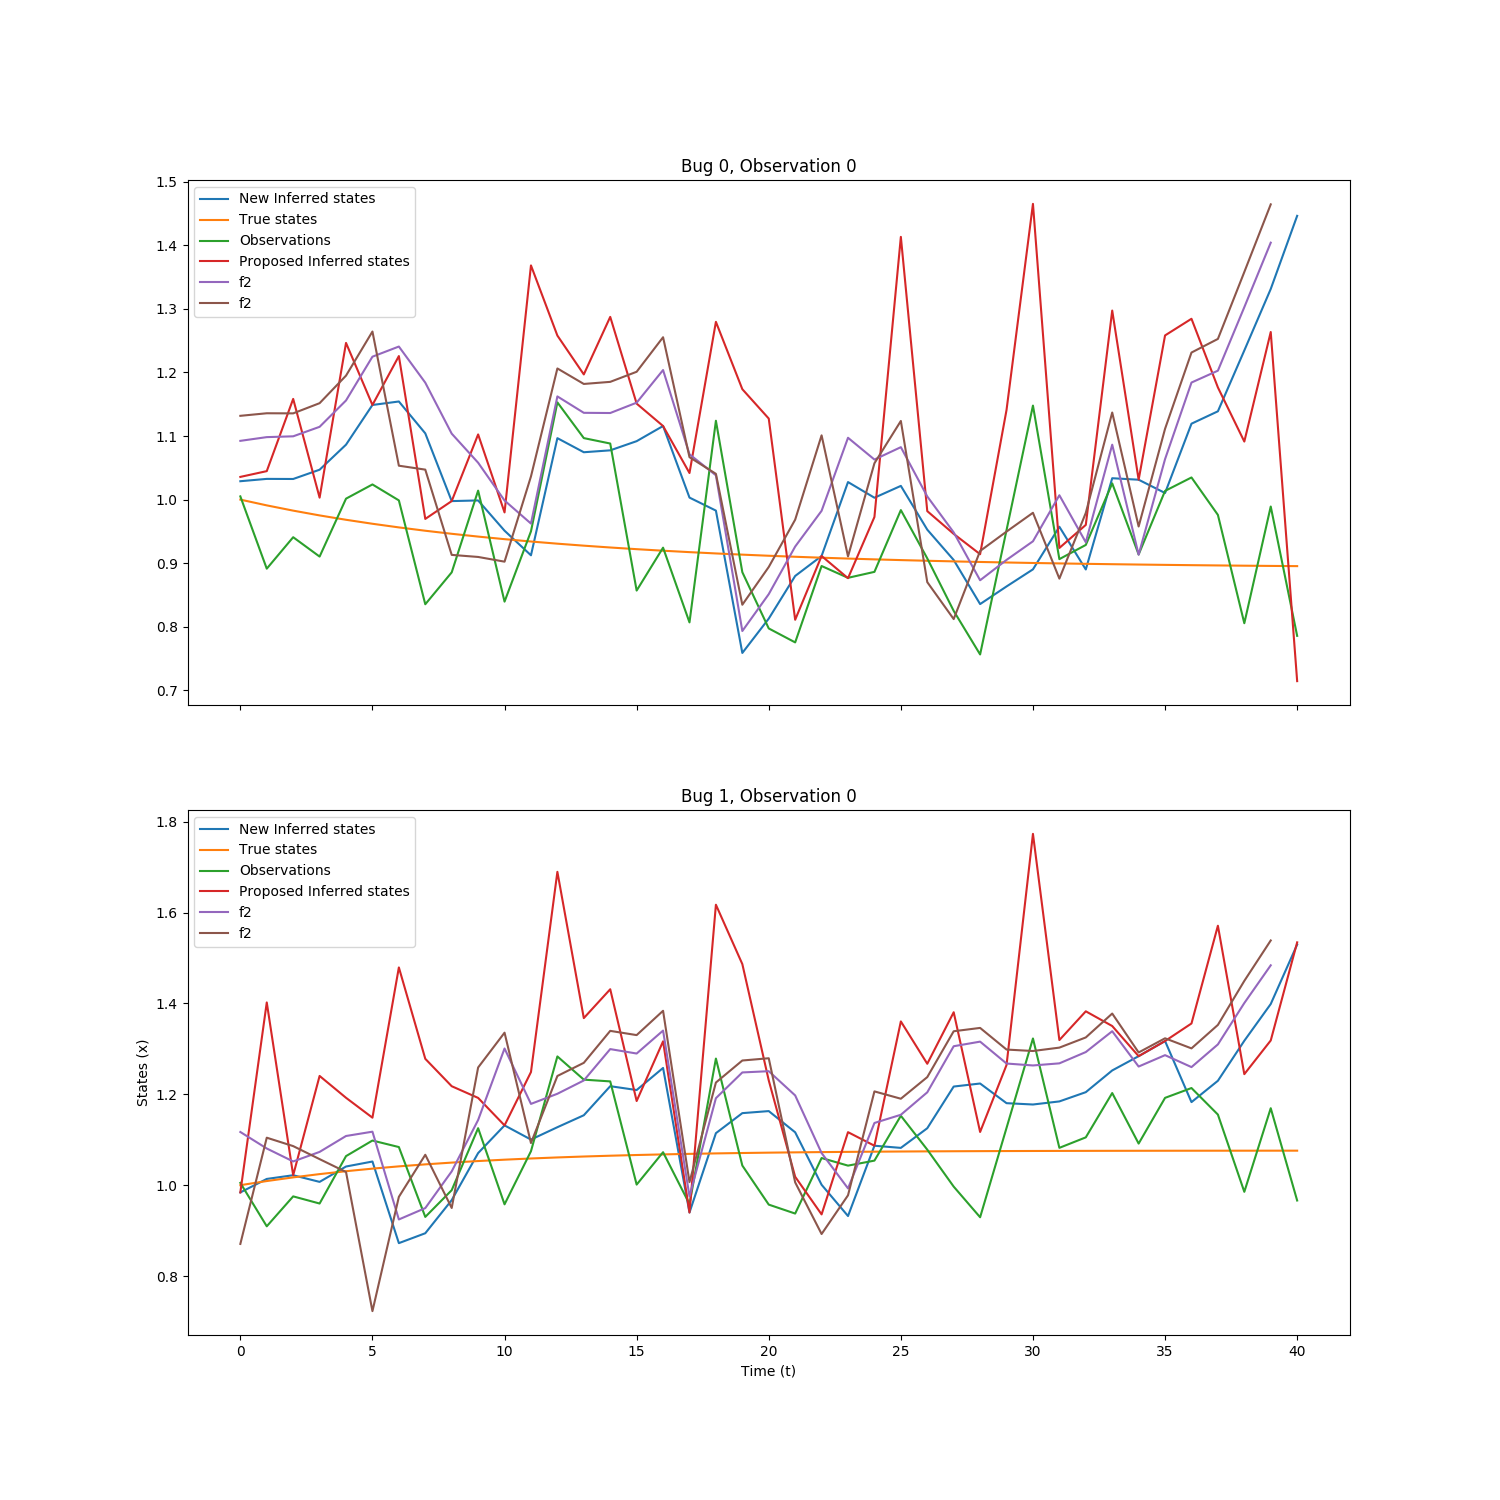 Bug 0, Observation 0
1.5
1.4
1.3
1.2
1.1
1.0
0.9
0.8
0.7
New Inferred states
True states
Observations
Proposed Inferred states
f2
f2
Bug 1, Observation 0
1.8
1.6
1.4
1.2
1.0
0.8
States (x)
New Inferred states
True states
Observations
Proposed Inferred states
f2
f2
0 5 10 15 20 25 30 35 40
Time (t)